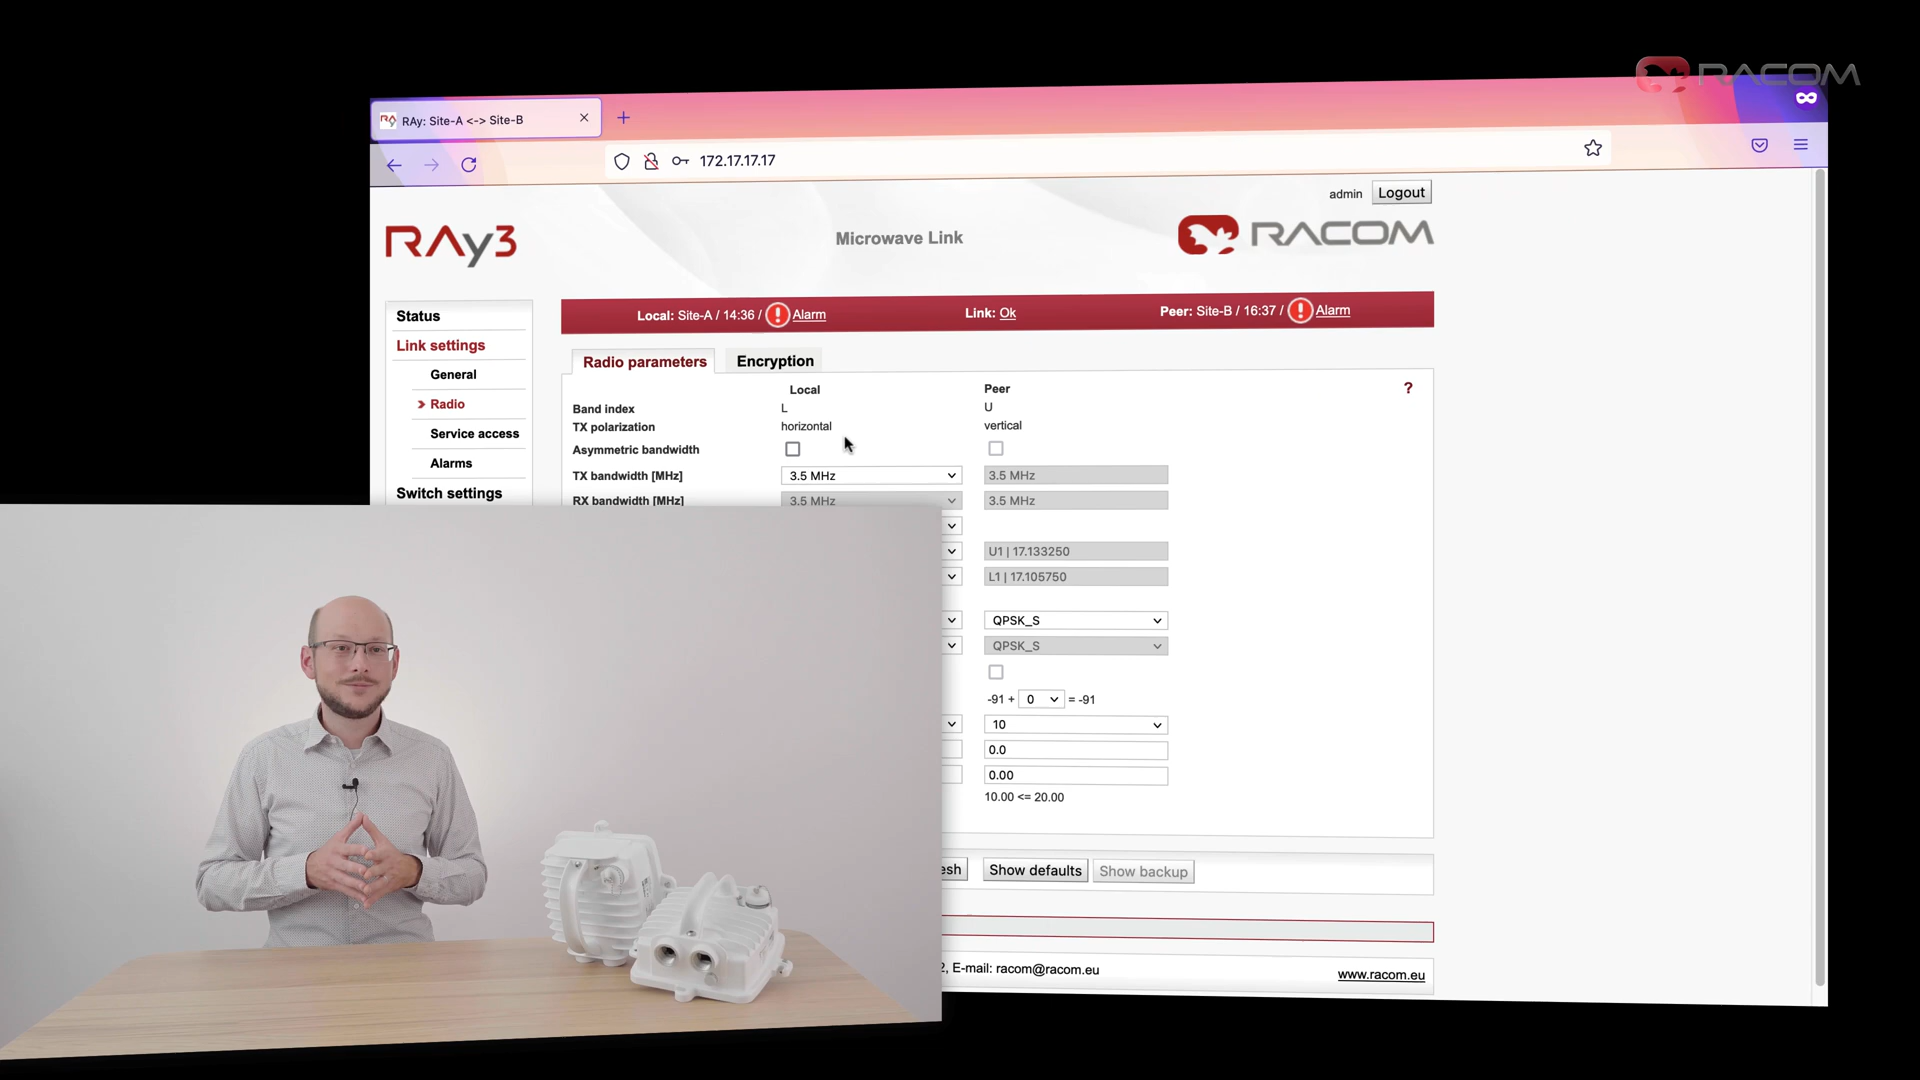 RACOM
RAy: Site-A <-> Site-B
172.17.17.17
admin Logout
RAy3 Microwave Link RACOM
Status
Link settings
General
Radio
Service access
Alarms
Switch settings
Local: Site-A / 14:36 / Alarm Link: Ok Peer: Site-B / 16:37 / Alarm
Radio parameters Encryption
Local Peer ?
Band index L U
TX polarization horizontal vertical
Asymmetric bandwidth
TX bandwidth [MHz] 3.5 MHz 3.5 MHz
RX bandwidth [MHz] 3.5 MHz 3.5 MHz
U1 | 17.133250
L1 | 17.105750
QPSK_S
QPSK_S
-91 + 0 = -91
10
0.0
0.00
10.00 <= 20.00
esh Show defaults Show backup
2, E-mail: racom@racom.eu www.racom.eu